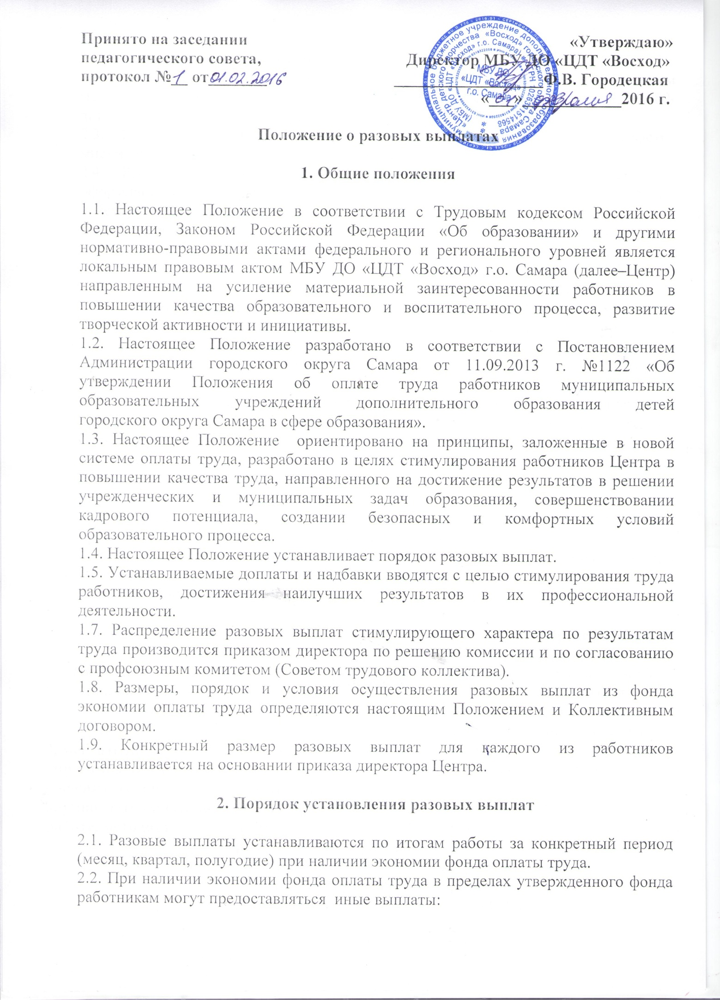 Принято на заседании
«Утверждаю»
педагогического совета,
Директор МБУ ДО «ЦДТ «Восход»
протокол № 1 от 01.02.2016
Ф.В. Городецкая
« 01 » февраля 2016 г.
МБУ ДО
«ЦДТ «Восход»
г.о. Самара
Положение о разовых выплатах
1. Общие положения
1.1. Настоящее Положение в соответствии с Трудовым кодексом Российской
Федерации, Законом Российской Федерации «Об образовании» и другими
нормативно-правовыми актами федерального и регионального уровней является
локальным правовым актом МБУ ДО «ЦДТ «Восход» г.о. Самара (далее–Центр)
направленным на усиление материальной заинтересованности работников в
повышении качества образовательного и воспитательного процесса, развитие
творческой активности и инициативы.
1.2. Настоящее Положение разработано в соответствии с Постановлением
Администрации городского округа Самара от 11.09.2013 г. №1122 «Об
утверждении Положения об оплате труда работников муниципальных
образовательных учреждений дополнительного образования детей
городского округа Самара в сфере образования».
1.3. Настоящее Положение ориентировано на принципы, заложенные в новой
системе оплаты труда, разработано в целях стимулирования работников Центра в
повышении качества труда, направленного на достижение результатов в решении
учрежденческих и муниципальных задач образования, совершенствовании
кадрового потенциала, создании безопасных и комфортных условий
образовательного процесса.
1.4. Настоящее Положение устанавливает порядок разовых выплат.
1.5. Устанавливаемые доплаты и надбавки вводятся с целью стимулирования труда
работников, достижения наилучших результатов в их профессиональной
деятельности.
1.7. Распределение разовых выплат стимулирующего характера по результатам
труда производится приказом директора по решению комиссии и по согласованию
с профсоюзным комитетом (Советом трудового коллектива).
1.8. Размеры, порядок и условия осуществления разовых выплат из фонда
экономии оплаты труда определяются настоящим Положением и Коллективным
договором.
1.9. Конкретный размер разовых выплат для каждого из работников
устанавливается на основании приказа директора Центра.
2. Порядок установления разовых выплат
2.1. Разовые выплаты устанавливаются по итогам работы за конкретный период
(месяц, квартал, полугодие) при наличии экономии фонда оплаты труда.
2.2. При наличии экономии фонда оплаты труда в пределах утвержденного фонда
работникам могут предоставляться иные выплаты: